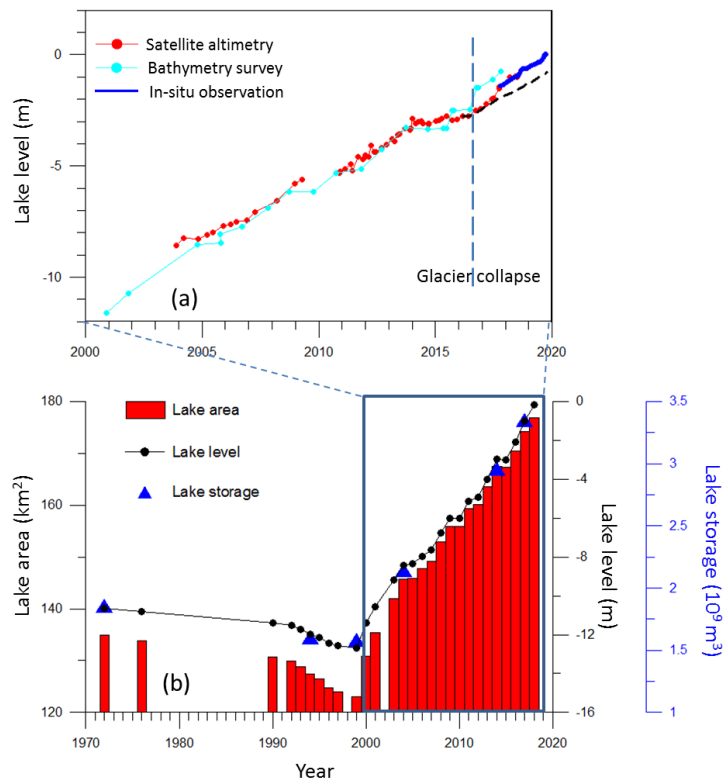 0
Satellite altimetry
Bathymetry survey
In-situ observation
Lake level (m)
-5
-10
Glacier collapse
(a)
2000
2005
2010
2015
2020
180
0
3.5
Lake area
Lake level
Lake storage
160
-4
3
2.5
Lake area (km²)
-8
Lake level (m)
Lake storage (10⁹m³)
2
140
-12
1.5
(b)
120
-16
1
1970
1980
1990
2000
2010
2020
Year